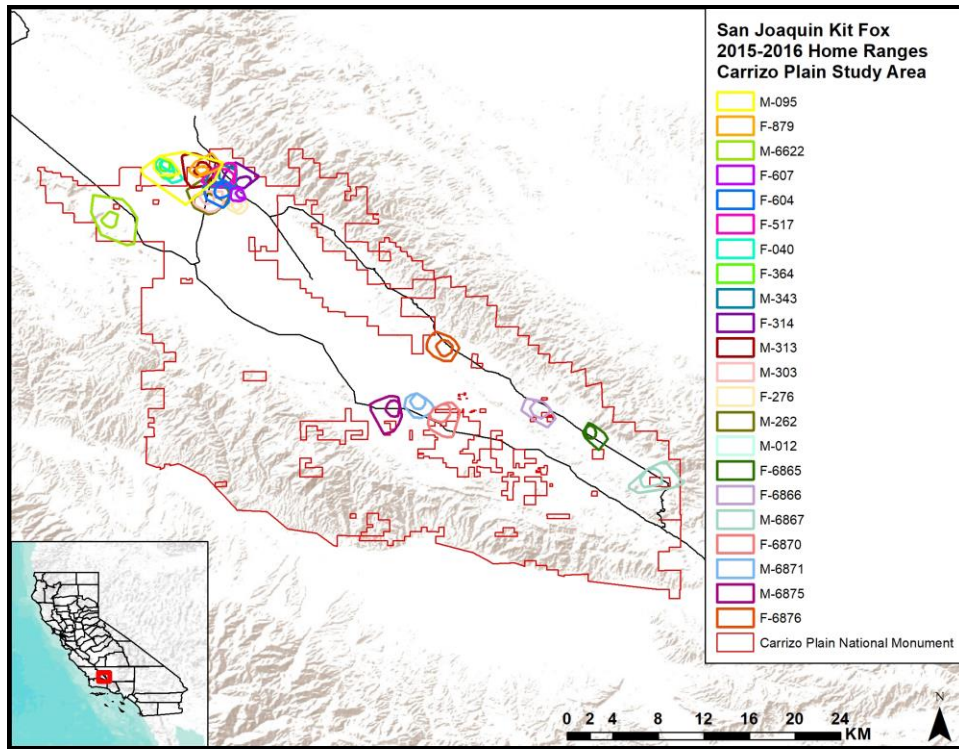 San Joaquin Kit Fox
2015-2016 Home Ranges
Carrizo Plain Study Area
M-095
F-879
M-6622
F-607
F-604
F-517
F-040
F-364
M-343
F-314
M-313
M-303
F-276
M-262
M-012
F-6865
F-6866
M-6867
F-6870
M-6871
M-6875
F-6876
Carrizo Plain National Monument
N
0 2 4 8 12 16 20 24
KM